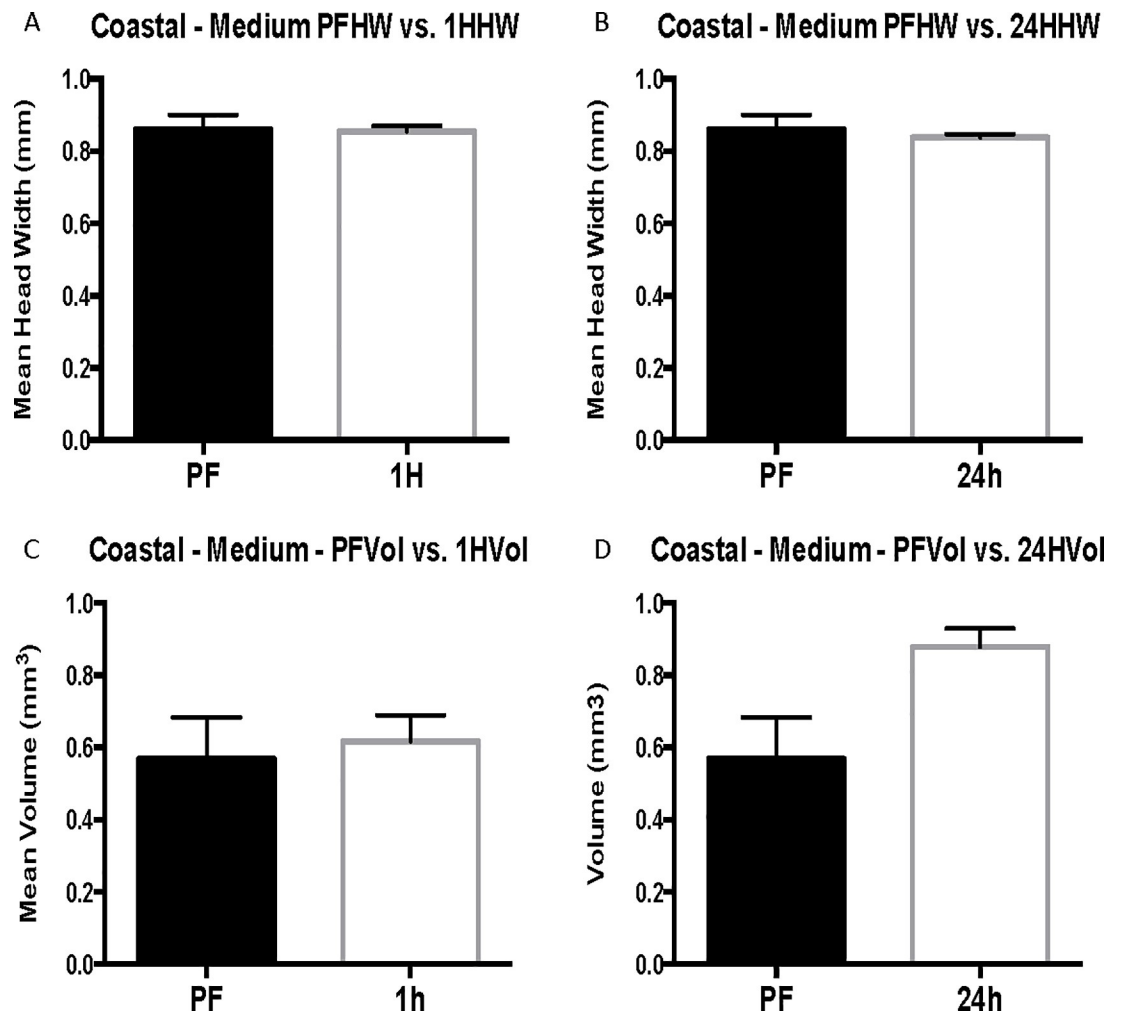 A Coastal - Medium PFHW vs. 1HHW
Mean Head Width (mm)
1.0
0.8
0.6
0.4
0.2
0.0
PF 1H
B Coastal - Medium PFHW vs. 24HHW
Mean Head Width (mm)
1.0
0.8
0.6
0.4
0.2
0.0
PF 24h
C Coastal - Medium - PFVol vs. 1HVol
Mean Volume (mm³)
1.0
0.8
0.6
0.4
0.2
0.0
PF 1h
D Coastal - Medium - PFVol vs. 24HVol
Volume (mm3)
1.0
0.8
0.6
0.4
0.2
0.0
PF 24h